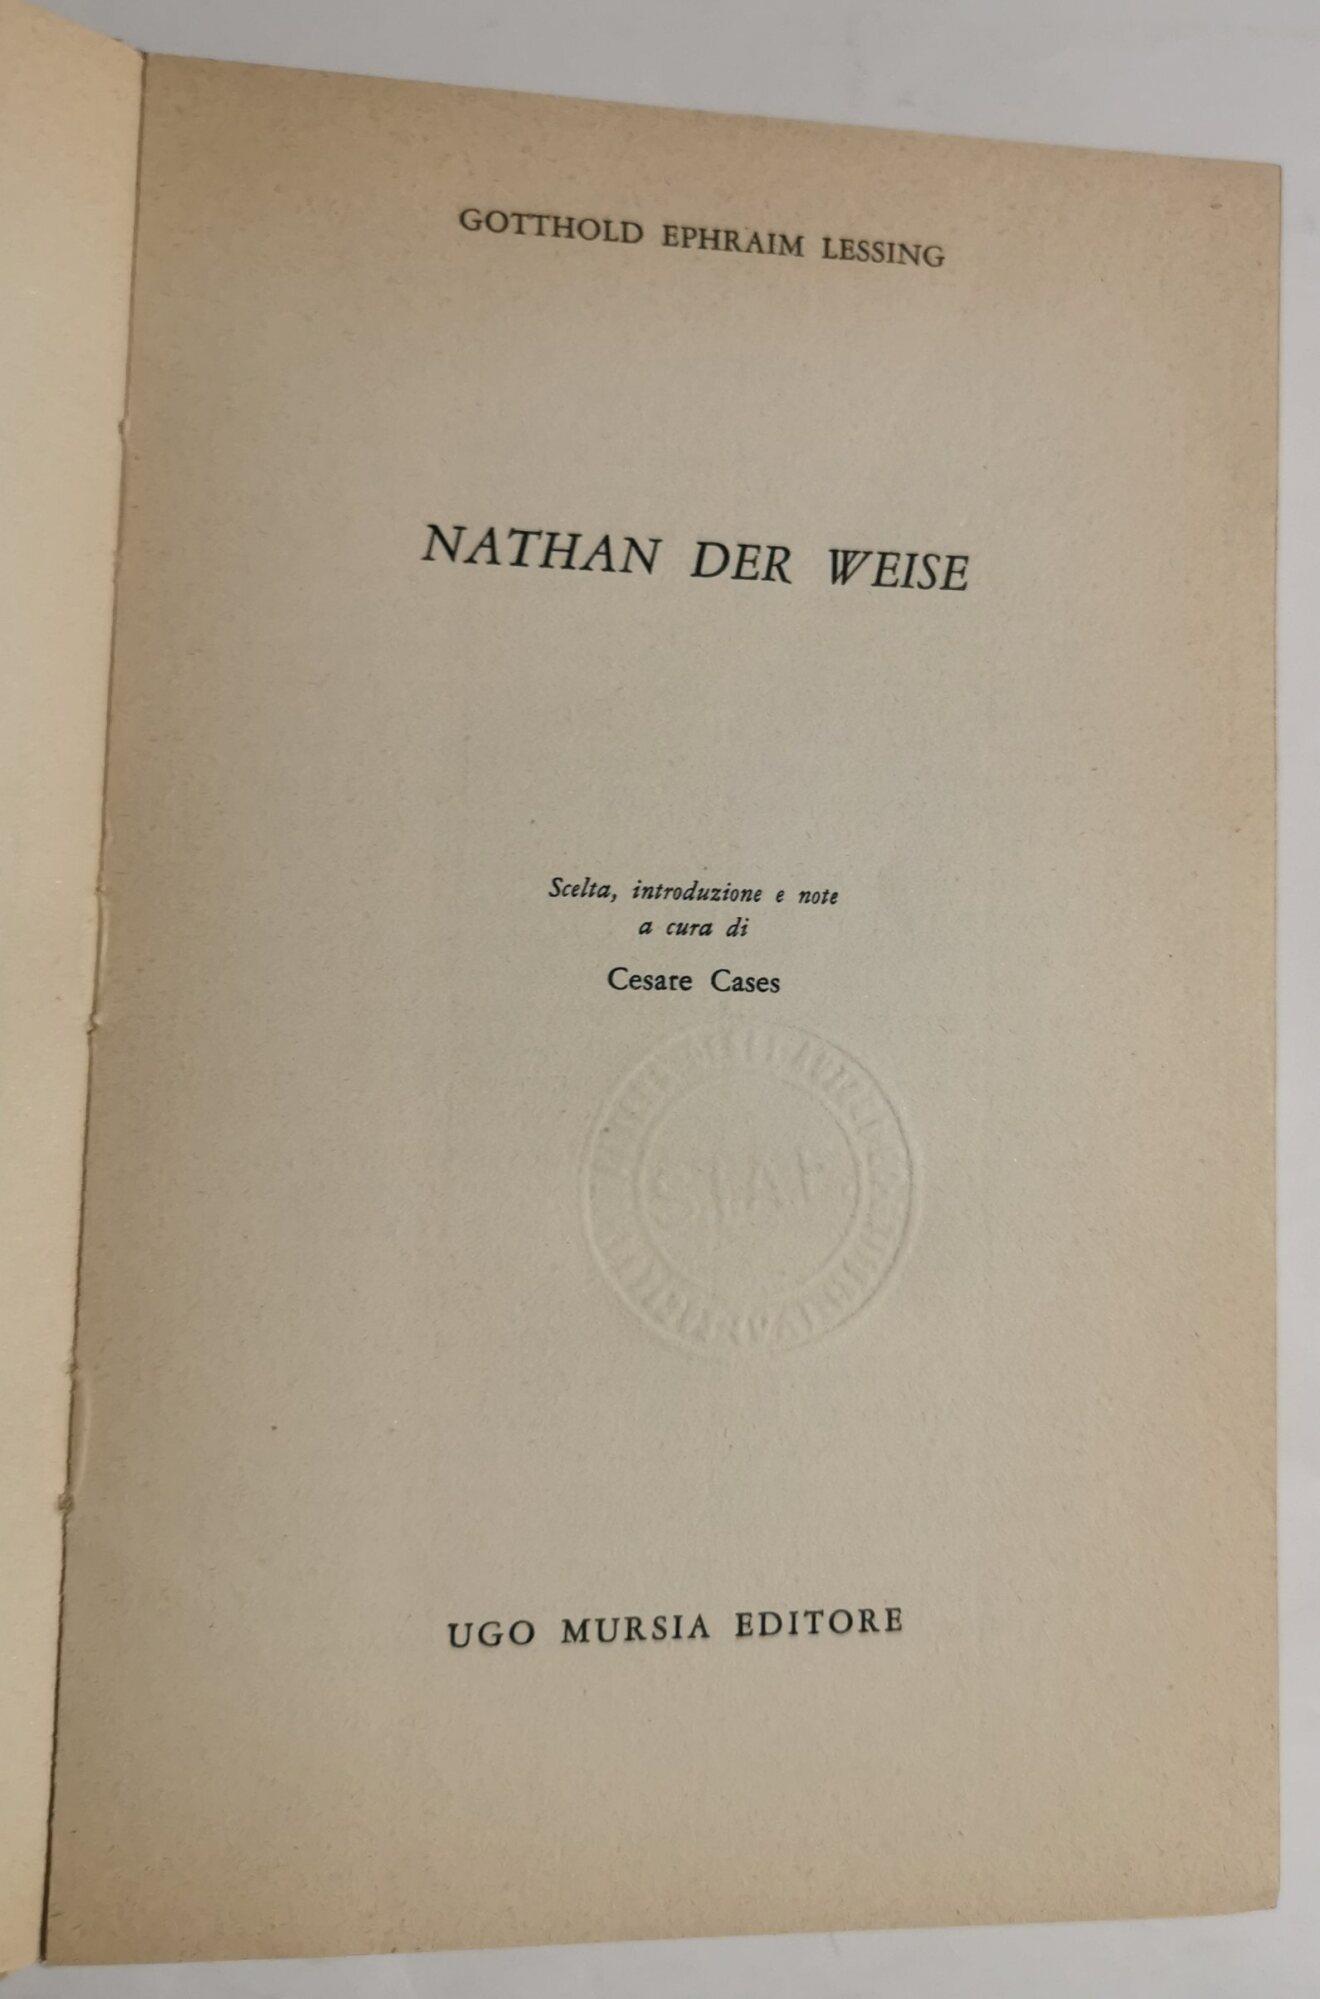 GOTTHOLD EPHRAIM LESSING
NATHAN DER WEISE
Scelta, introduzione e note
a cura di
Cesare Cases
UGO MURSIA EDITORE